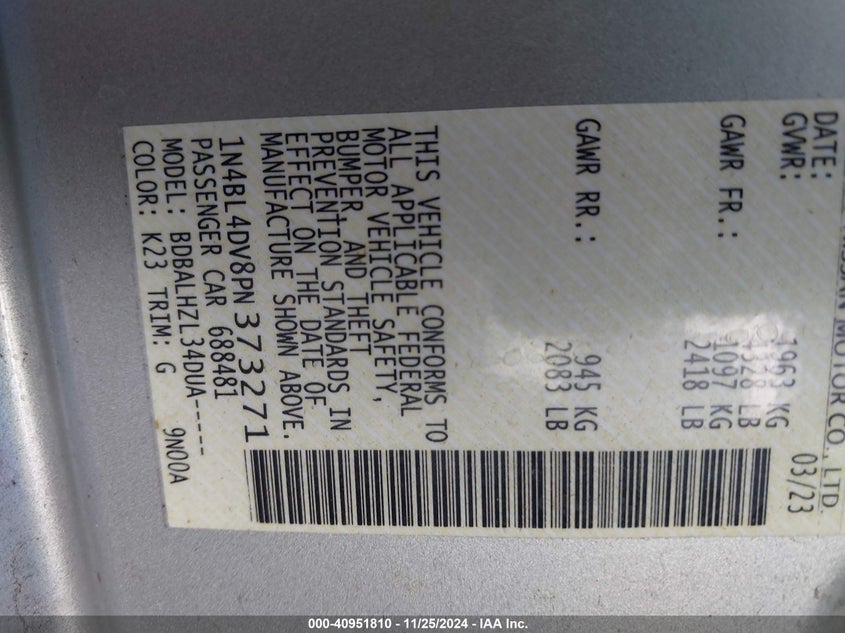 NISSAN MOTOR CO., LTD.
DATE: 03/23
GVWR: 1963 KG
4328 LB
GAWR FR.: 1097 KG
2418 LB
GAWR RR.: 945 KG
2083 LB
THIS VEHICLE CONFORMS TO
ALL APPLICABLE FEDERAL
MOTOR VEHICLE SAFETY,
BUMPER AND THEFT
PREVENTION STANDARDS IN
EFFECT ON THE DATE OF
MANUFACTURE SHOWN ABOVE.
1N4BL4DV8PN373271
PASSENGER CAR 688481
MODEL: BDBALHZL34DUA-----
COLOR: K23 TRIM: G 9N00A
000-40951810 - 11/25/2024 - IAA Inc.